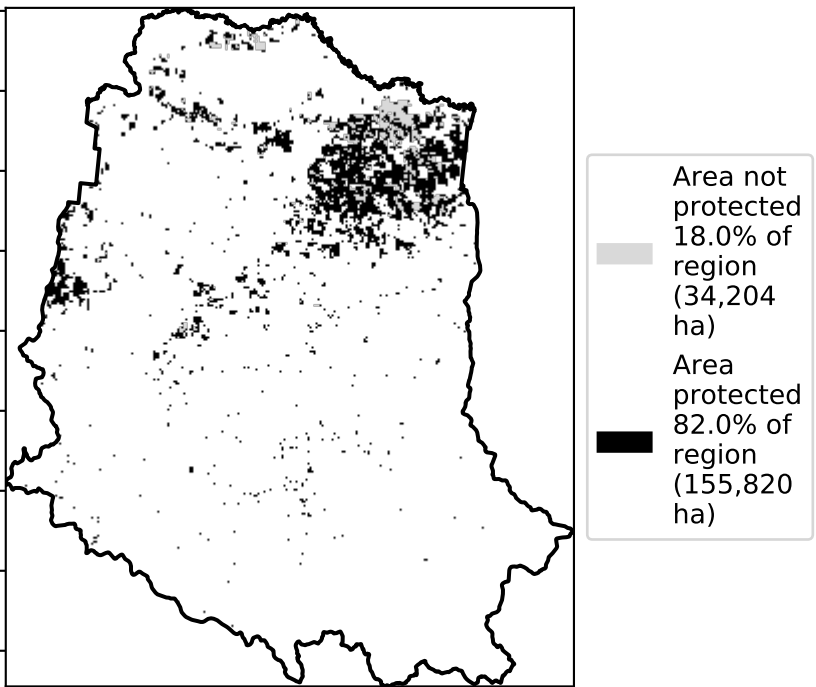 Area not
protected
18.0% of
region
(34,204
ha)
Area
protected
82.0% of
region
(155,820
ha)